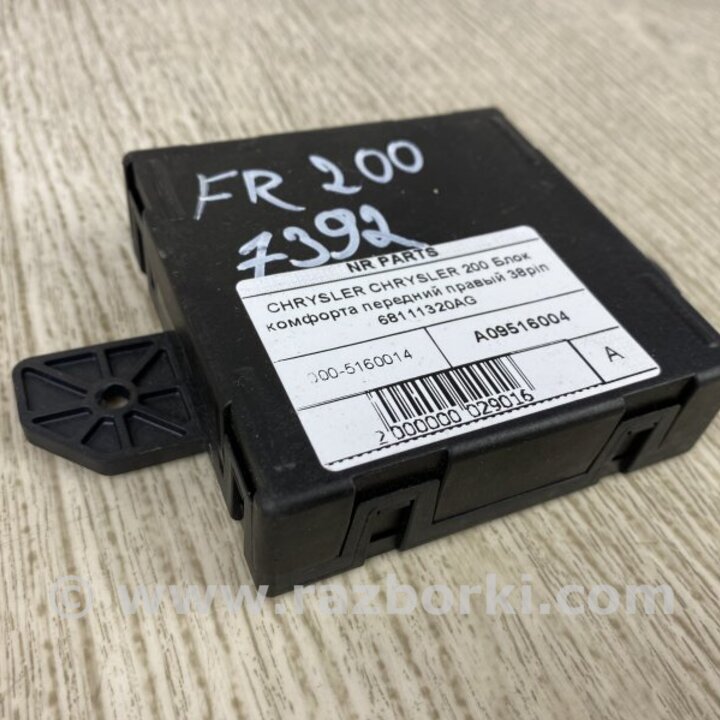 FR 200
7392
NR PARTS
CHRYSLER CHRYSLER 200 Блок
комфорта передний правый 38pin
68111320AG
000-5160014
A09516004
A
2 000000 029016
© www.razborki.com